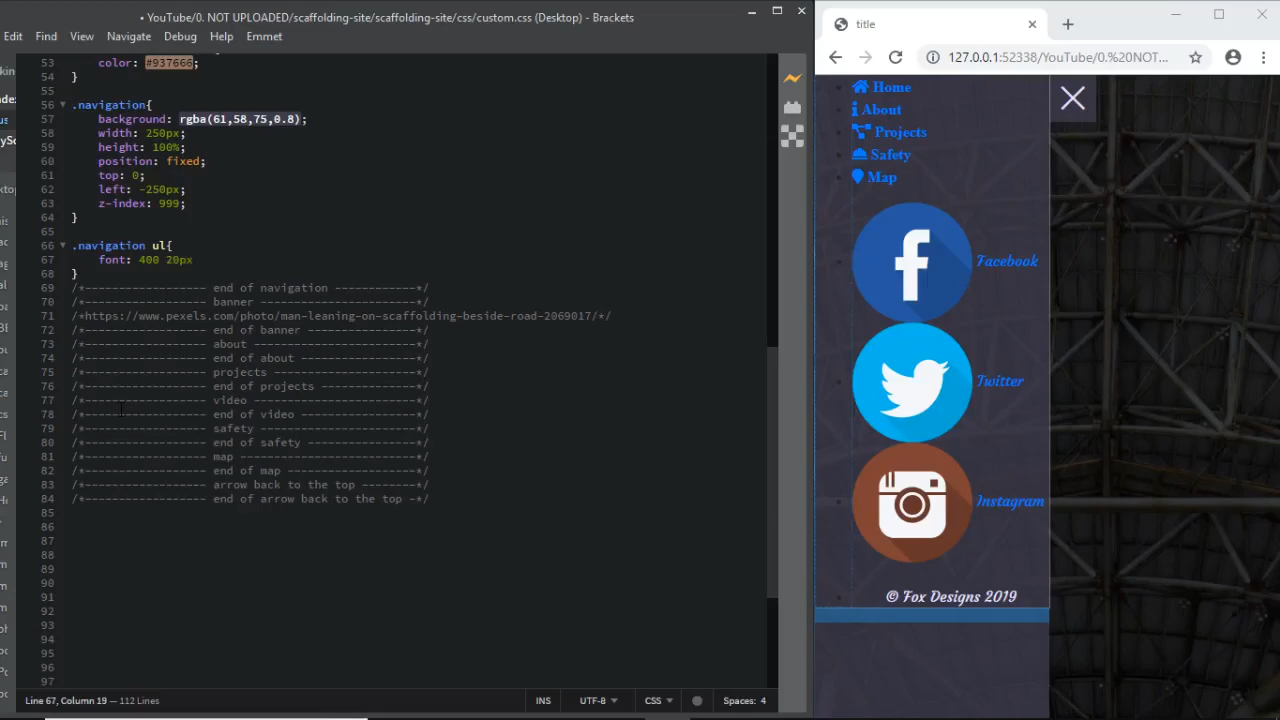 • YouTube/0. NOT UPLOADED/scaffolding-site/scaffolding-site/css/custom.css (Desktop) - Brackets
Edit Find View Navigate Debug Help Emmet
53 color: #937666;
54 }
55
56 .navigation{
57 background: rgba(61,58,75,0.8);
58 width: 250px;
59 height: 100%;
60 position: fixed;
61 top: 0;
62 left: -250px;
63 z-index: 999;
64 }
65
66 .navigation ul{
67 font: 400 20px
68 }
69 /*------------------ end of navigation ------------*/
70 /*------------------ banner -----------------------*/
71 /*https://www.pexels.com/photo/man-leaning-on-scaffolding-beside-road-2069017/*/
72 /*------------------ end of banner ----------------*/
73 /*------------------ about ------------------------*/
74 /*------------------ end of about -----------------*/
75 /*------------------ projects ---------------------*/
76 /*------------------ end of projects --------------*/
77 /*------------------ video ------------------------*/
78 /*------------------ end of video -----------------*/
79 /*------------------ safety -----------------------*/
80 /*------------------ end of safety ----------------*/
81 /*------------------ map --------------------------*/
82 /*------------------ end of map -------------------*/
83 /*------------------ arrow back to the top --------*/
84 /*------------------ end of arrow back to the top -*/
85
86
87
88
89
90
91
92
93
94
95
96
97
Line 67, Column 19 — 112 Lines
INS UTF-8 CSS Spaces: 4
title
127.0.0.1:52338/YouTube/0.%20NOT...
Home
About
Projects
Safety
Map
Facebook
Twitter
Instagram
© Fox Designs 2019